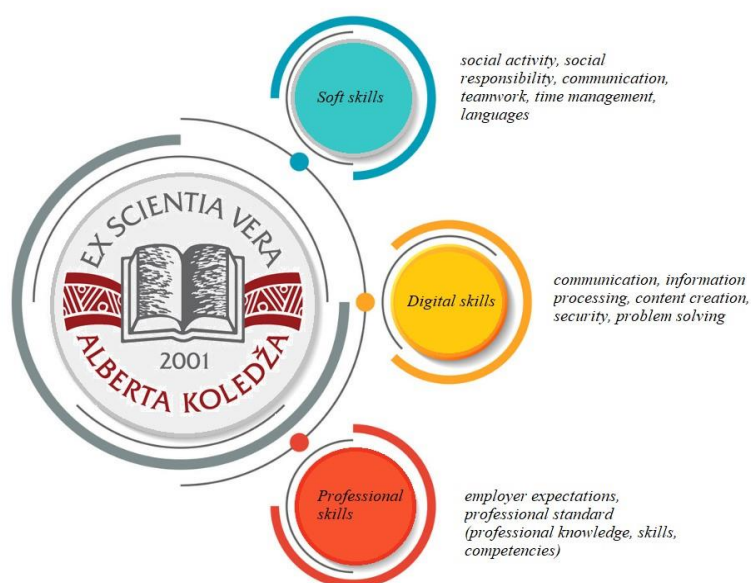 EX SCIENTIA VERA
2001
ALBERTA KOLEDŽA
Soft skills
social activity, social
responsibility, communication,
teamwork, time management,
languages
Digital skills
communication, information
processing, content creation,
security, problem solving
Professional
skills
employer expectations,
professional standard
(professional knowledge, skills,
competencies)